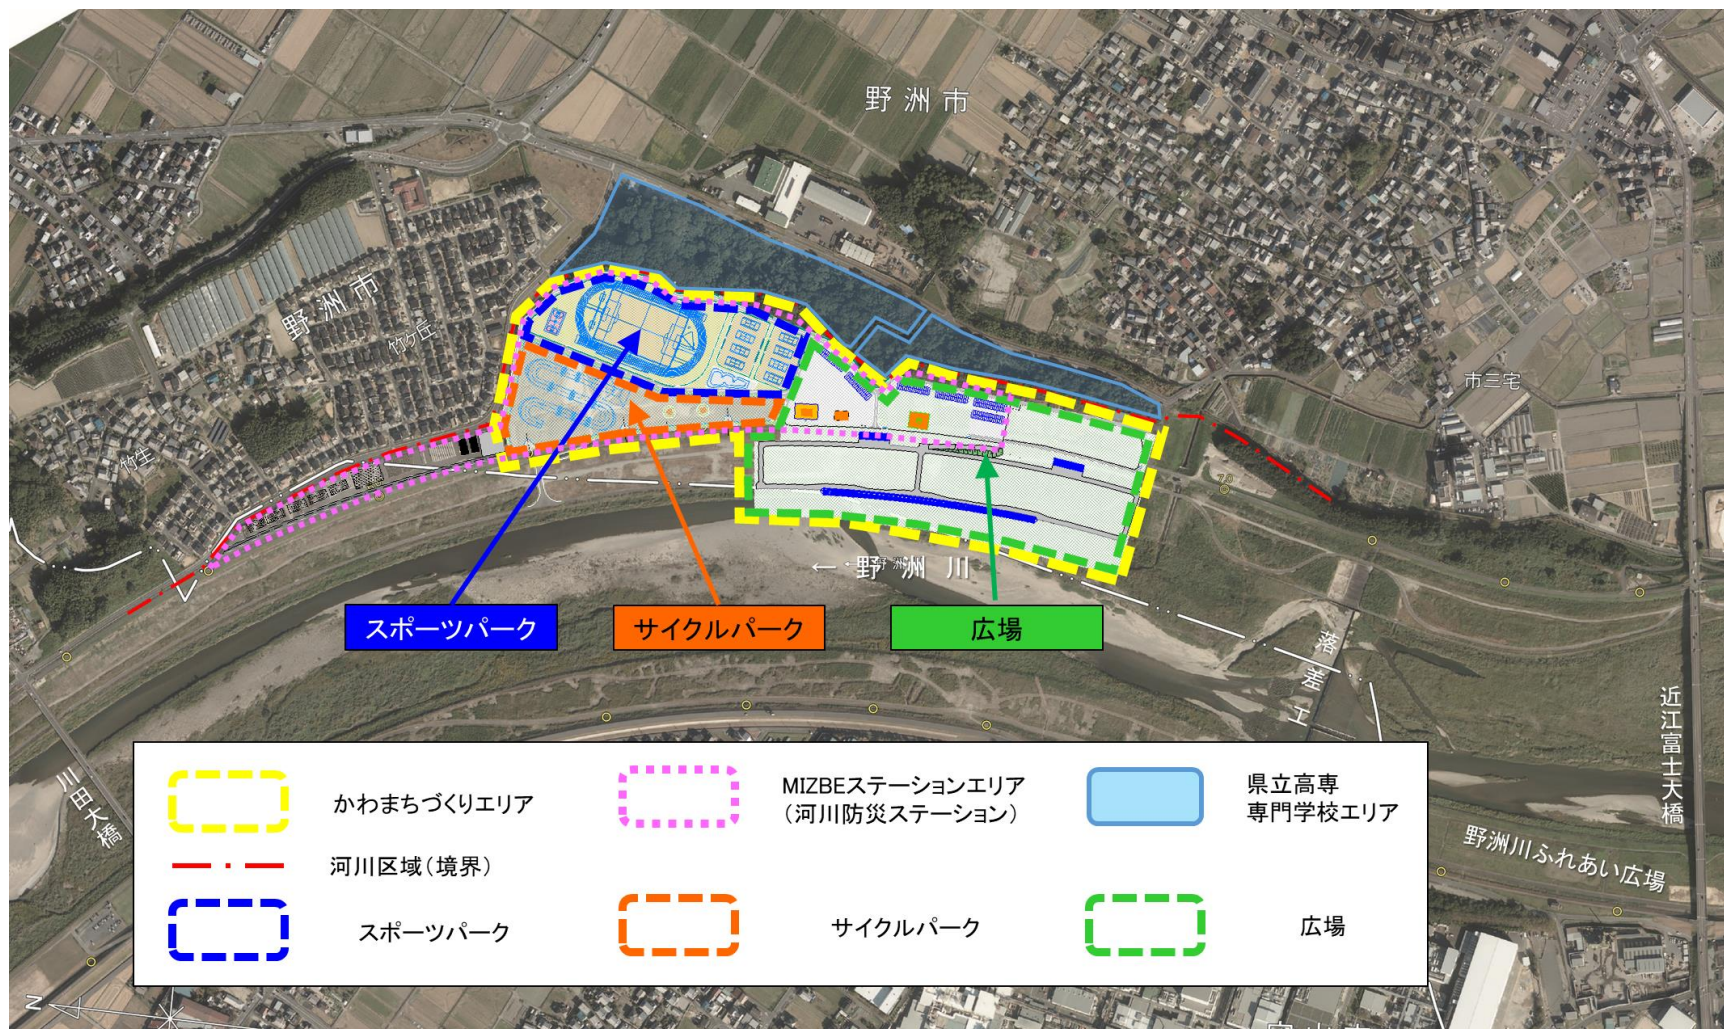 野洲市
野洲市
竹ケ丘
市三宅
竹生
7.0
← 野洲川
スポーツパーク
サイクルパーク
広場
落差工
近江富士大橋
川田大橋
野洲川ふれあい広場
かわまちづくりエリア
MIZBEステーションエリア
（河川防災ステーション）
県立高専
専門学校エリア
河川区域（境界）
スポーツパーク
サイクルパーク
広場
N